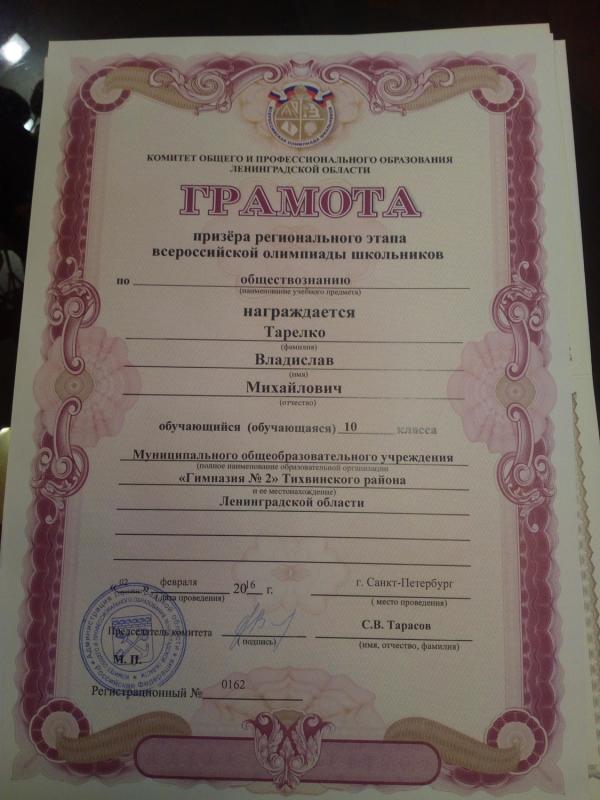 КОМИТЕТ ОБЩЕГО И ПРОФЕССИОНАЛЬНОГО ОБРАЗОВАНИЯ
ЛЕНИНГРАДСКОЙ ОБЛАСТИ
ГРАМОТА
призёра регионального этапа
всероссийской олимпиады школьников
по обществознанию
(наименование учебного предмета)
награждается
Тарелко
(фамилия)
Владислав
(имя)
Михайлович
(отчество)
обучающийся (обучающаяся) 10 класса
Муниципального общеобразовательного учреждения
(полное наименование образовательной организации
«Гимназия № 2» Тихвинского района
и ее местонахождение)
Ленинградской области
« 02 » февраля 2016 г. г. Санкт-Петербург
(дата проведения) ( место проведения)
Председатель комитета С.В. Тарасов
( подпись) (имя, отчество, фамилия)
М. П.
Регистрационный № 0162